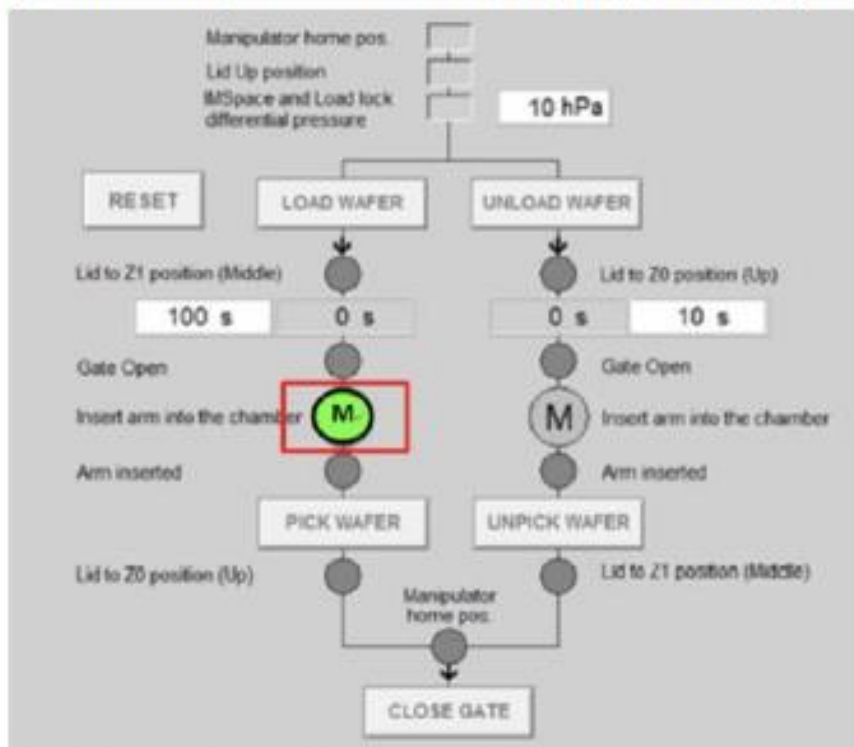 Manipulator home pos.
Lid Up position
IMSpace and Load lock
differential pressure
10 hPa
RESET
LOAD WAFER
UNLOAD WAFER
Lid to Z1 position (Middle)
Lid to Z0 position (Up)
100 s
0 s
0 s
10 s
Gate Open
Gate Open
Insert arm into the chamber
M
M
Insert arm into the chamber
Arm inserted
Arm inserted
PICK WAFER
UNPICK WAFER
Lid to Z0 position (Up)
Lid to Z1 position (Middle)
Manipulator
home pos.
CLOSE GATE